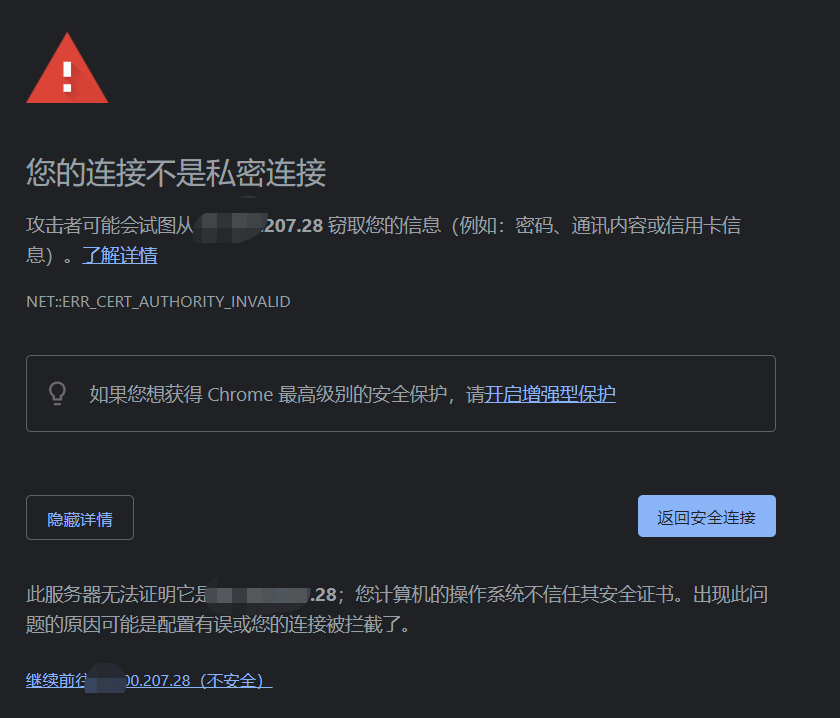 您的连接不是私密连接
攻击者可能会试图从 .207.28 窃取您的信息（例如：密码、通讯内容或信用卡信
息）。了解详情
NET::ERR_CERT_AUTHORITY_INVALID
如果您想获得 Chrome 最高级别的安全保护，请开启增强型保护
隐藏详情
返回安全连接
此服务器无法证明它是 .28；您计算机的操作系统不信任其安全证书。出现此问
题的原因可能是配置有误或您的连接被拦截了。
继续前往 00.207.28（不安全）